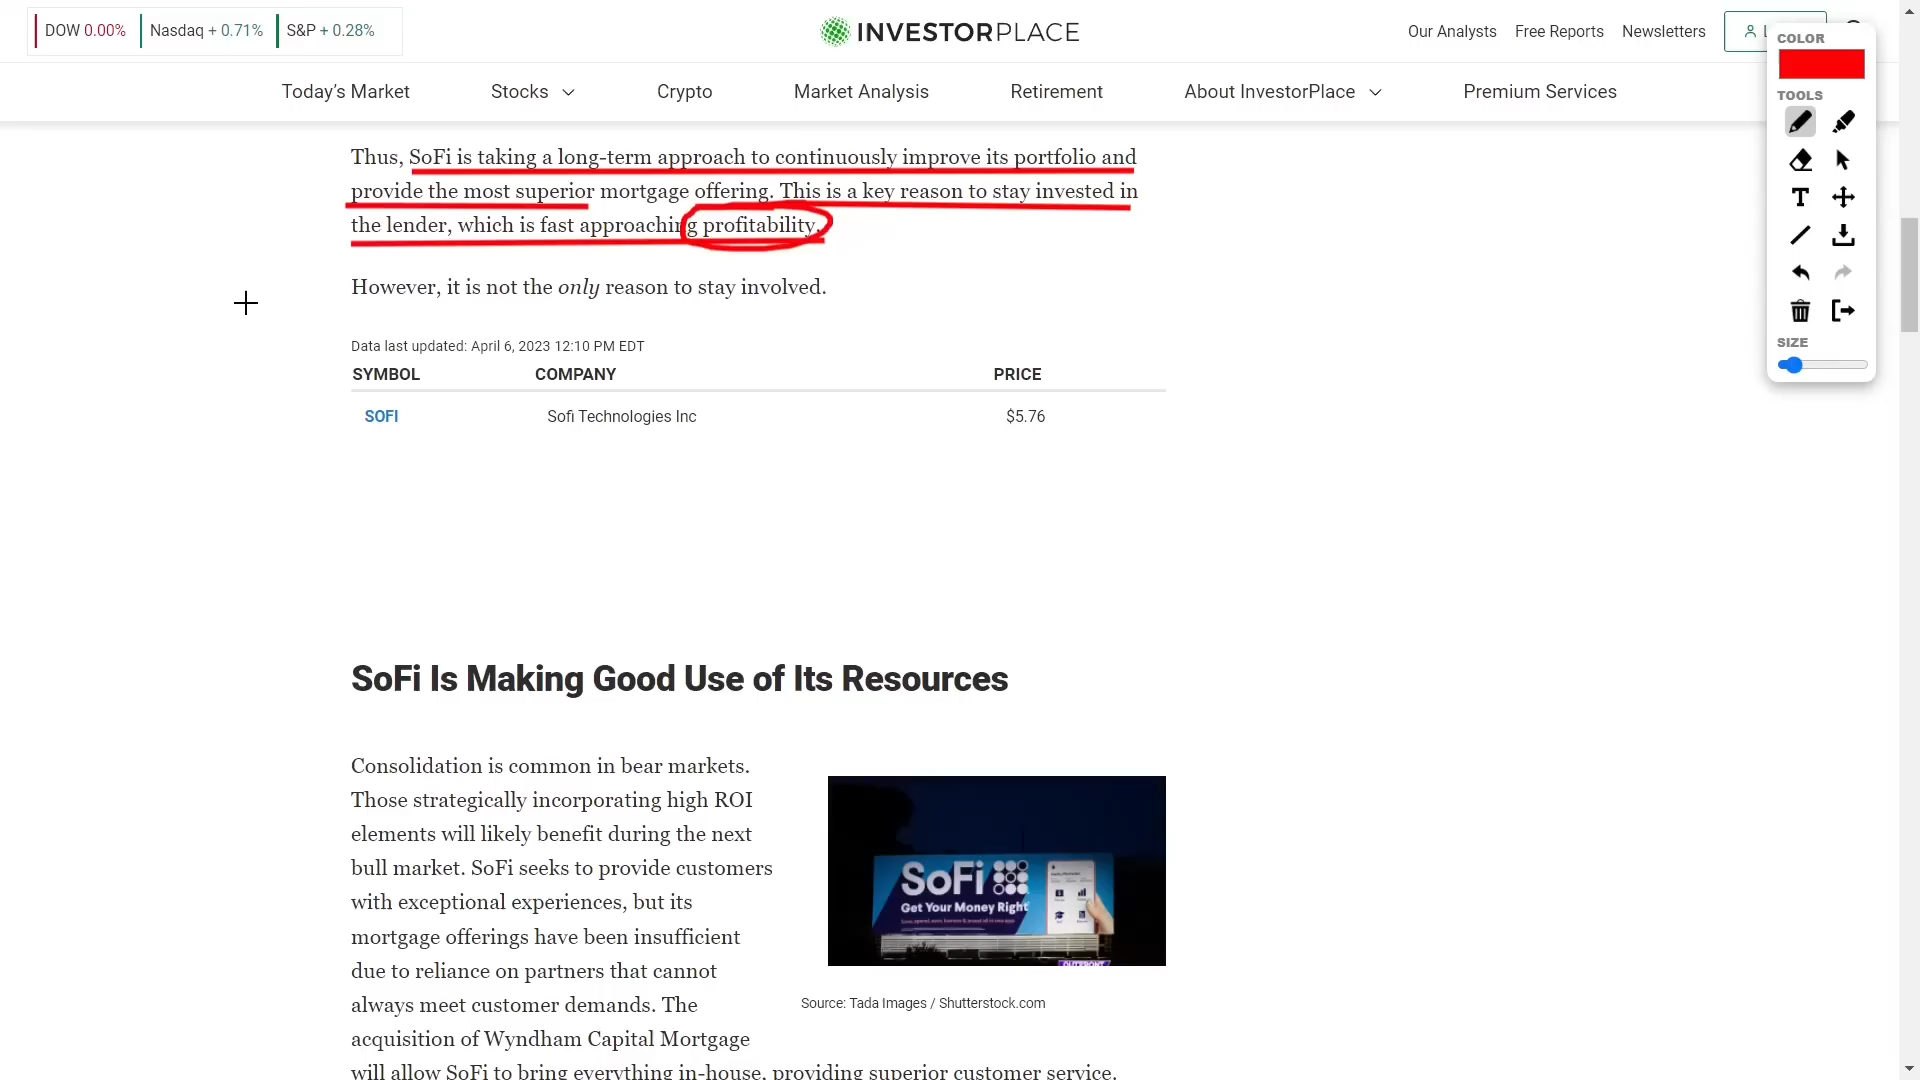 DOW 0.00% Nasdaq + 0.71% S&P + 0.28%
INVESTORPLACE
Our Analysts Free Reports Newsletters
COLOR
Today’s Market Stocks Crypto Market Analysis Retirement About InvestorPlace Premium Services
TOOLS
Thus, SoFi is taking a long-term approach to continuously improve its portfolio and
provide the most superior mortgage offering. This is a key reason to stay invested in
the lender, which is fast approaching profitability.
However, it is not the only reason to stay involved.
SIZE
Data last updated: April 6, 2023 12:10 PM EDT
SYMBOL COMPANY PRICE
SOFI Sofi Technologies Inc $5.76
SoFi Is Making Good Use of Its Resources
Consolidation is common in bear markets.
Those strategically incorporating high ROI
elements will likely benefit during the next
bull market. SoFi seeks to provide customers
with exceptional experiences, but its
mortgage offerings have been insufficient
due to reliance on partners that cannot
always meet customer demands. The
acquisition of Wyndham Capital Mortgage
will allow SoFi to bring everything in-house, providing superior customer service.
SoFi
Get Your Money Right
Source: Tada Images / Shutterstock.com